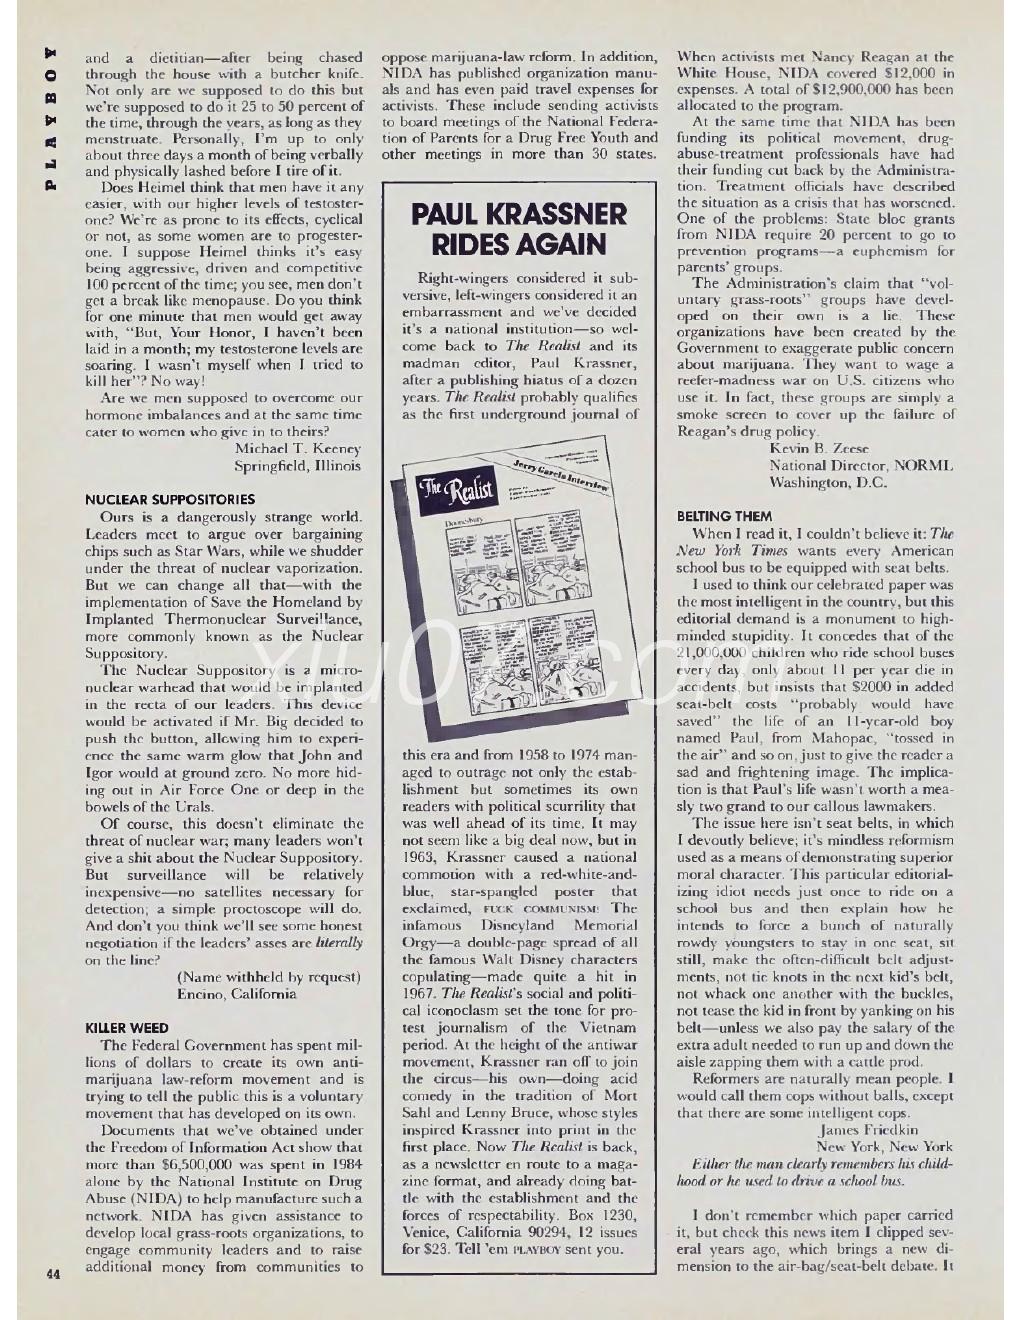 PLAYBOY
and a dietitian—after being chased
through the house with a butcher knife.
Not only are we supposed to do this but
we're supposed to do it 25 to 50 percent of
the time, through the years, as long as they
menstruate. Personally, I'm up to only
about three days a month of being verbally
and physically lashed before I tire of it.
Does Heimel think that men have it any
easier, with our higher levels of testoster-
one? We're as prone to its effects, cyclical
or not, as some women are to progester-
one. I suppose Heimel thinks it's easy
being aggressive, driven and competitive
100 percent of the time; you see, men don't
get a break like menopause. Do you think
for one minute that men would get away
with, "But, Your Honor, I haven't been
laid in a month; my testosterone levels are
soaring. I wasn't myself when I tried to
kill her"? No way!
Are we men supposed to overcome our
hormone imbalances and at the same time
cater to women who give in to theirs?
Michael T. Keeney
Springfield, Illinois
NUCLEAR SUPPOSITORIES
Ours is a dangerously strange world.
Leaders meet to argue over bargaining
chips such as Star Wars, while we shudder
under the threat of nuclear vaporization.
But we can change all that—with the
implementation of Save the Homeland by
Implanted Thermonuclear Surveillance,
more commonly known as the Nuclear
Suppository.
The Nuclear Suppository is a micro-
nuclear warhead that would be implanted
in the recta of our leaders. This device
would be activated if Mr. Big decided to
push the button, allowing him to experi-
ence the same warm glow that John and
Igor would at ground zero. No more hid-
ing out in Air Force One or deep in the
bowels of the Urals.
Of course, this doesn't eliminate the
threat of nuclear war; many leaders won't
give a shit about the Nuclear Suppository.
But surveillance will be relatively
inexpensive—no satellites necessary for
detection; a simple proctoscope will do.
And don't you think we'll see some honest
negotiation if the leaders' asses are literally
on the line?
(Name withheld by request)
Encino, California
KILLER WEED
The Federal Government has spent mil-
lions of dollars to create its own anti-
marijuana law-reform movement and is
trying to tell the public this is a voluntary
movement that has developed on its own.
Documents that we've obtained under
the Freedom of Information Act show that
more than $6,500,000 was spent in 1984
alone by the National Institute on Drug
Abuse (NIDA) to help manufacture such a
network. NIDA has given assistance to
develop local grass-roots organizations, to
engage community leaders and to raise
additional money from communities to
44
oppose marijuana-law reform. In addition,
NIDA has published organization manu-
als and has even paid travel expenses for
activists. These include sending activists
to board meetings of the National Federa-
tion of Parents for a Drug Free Youth and
other meetings in more than 30 states.
PAUL KRASSNER
RIDES AGAIN
Right-wingers considered it sub-
versive, left-wingers considered it an
embarrassment and we've decided
it's a national institution—so wel-
come back to The Realist and its
madman editor, Paul Krassner,
after a publishing hiatus of a dozen
years. The Realist probably qualifies
as the first underground journal of
Jerry Garcia Interview
The Realist
Doonesbury
this era and from 1958 to 1974 man-
aged to outrage not only the estab-
lishment but sometimes its own
readers with political scurrility that
was well ahead of its time. It may
not seem like a big deal now, but in
1963, Krassner caused a national
commotion with a red-white-and-
blue, star-spangled poster that
exclaimed, FUCK COMMUNISM! The
infamous Disneyland Memorial
Orgy—a double-page spread of all
the famous Walt Disney characters
copulating—made quite a hit in
1967. The Realist's social and politi-
cal iconoclasm set the tone for pro-
test journalism of the Vietnam
period. At the height of the antiwar
movement, Krassner ran off to join
the circus—his own—doing acid
comedy in the tradition of Mort
Sahl and Lenny Bruce, whose styles
inspired Krassner into print in the
first place. Now The Realist is back,
as a newsletter en route to a maga-
zine format, and already doing bat-
tle with the establishment and the
forces of respectability. Box 1230,
Venice, California 90294, 12 issues
for $23. Tell 'em PLAYBOY sent you.
When activists met Nancy Reagan at the
White House, NIDA covered $12,000 in
expenses. A total of $12,900,000 has been
allocated to the program.
At the same time that NIDA has been
funding its political movement, drug-
abuse-treatment professionals have had
their funding cut back by the Administra-
tion. Treatment officials have described
the situation as a crisis that has worsened.
One of the problems: State bloc grants
from NIDA require 20 percent to go to
prevention programs—a euphemism for
parents' groups.
The Administration's claim that "vol-
untary grass-roots" groups have devel-
oped on their own is a lie. These
organizations have been created by the
Government to exaggerate public concern
about marijuana. They want to wage a
reefer-madness war on U.S. citizens who
use it. In fact, these groups are simply a
smoke screen to cover up the failure of
Reagan's drug policy.
Kevin B. Zeese
National Director, NORML
Washington, D.C.
BELTING THEM
When I read it, I couldn't believe it: The
New York Times wants every American
school bus to be equipped with seat belts.
I used to think our celebrated paper was
the most intelligent in the country, but this
editorial demand is a monument to high-
minded stupidity. It concedes that of the
21,000,000 children who ride school buses
every day, only about 11 per year die in
accidents, but insists that $2000 in added
seat-belt costs "probably would have
saved" the life of an 11-year-old boy
named Paul, from Mahopac, "tossed in
the air" and so on, just to give the reader a
sad and frightening image. The implica-
tion is that Paul's life wasn't worth a mea-
sly two grand to our callous lawmakers.
The issue here isn't seat belts, in which
I devoutly believe; it's mindless reformism
used as a means of demonstrating superior
moral character. This particular editorial-
izing idiot needs just once to ride on a
school bus and then explain how he
intends to force a bunch of naturally
rowdy youngsters to stay in one seat, sit
still, make the often-difficult belt adjust-
ments, not tie knots in the next kid's belt,
not whack one another with the buckles,
not tease the kid in front by yanking on his
belt—unless we also pay the salary of the
extra adult needed to run up and down the
aisle zapping them with a cattle prod.
Reformers are naturally mean people. I
would call them cops without balls, except
that there are some intelligent cops.
James Friedkin
New York, New York
Either the man clearly remembers his child-
hood or he used to drive a school bus.
I don't remember which paper carried
it, but check this news item I clipped sev-
eral years ago, which brings a new di-
mension to the air-bag/seat-belt debate. It
xiu07.com